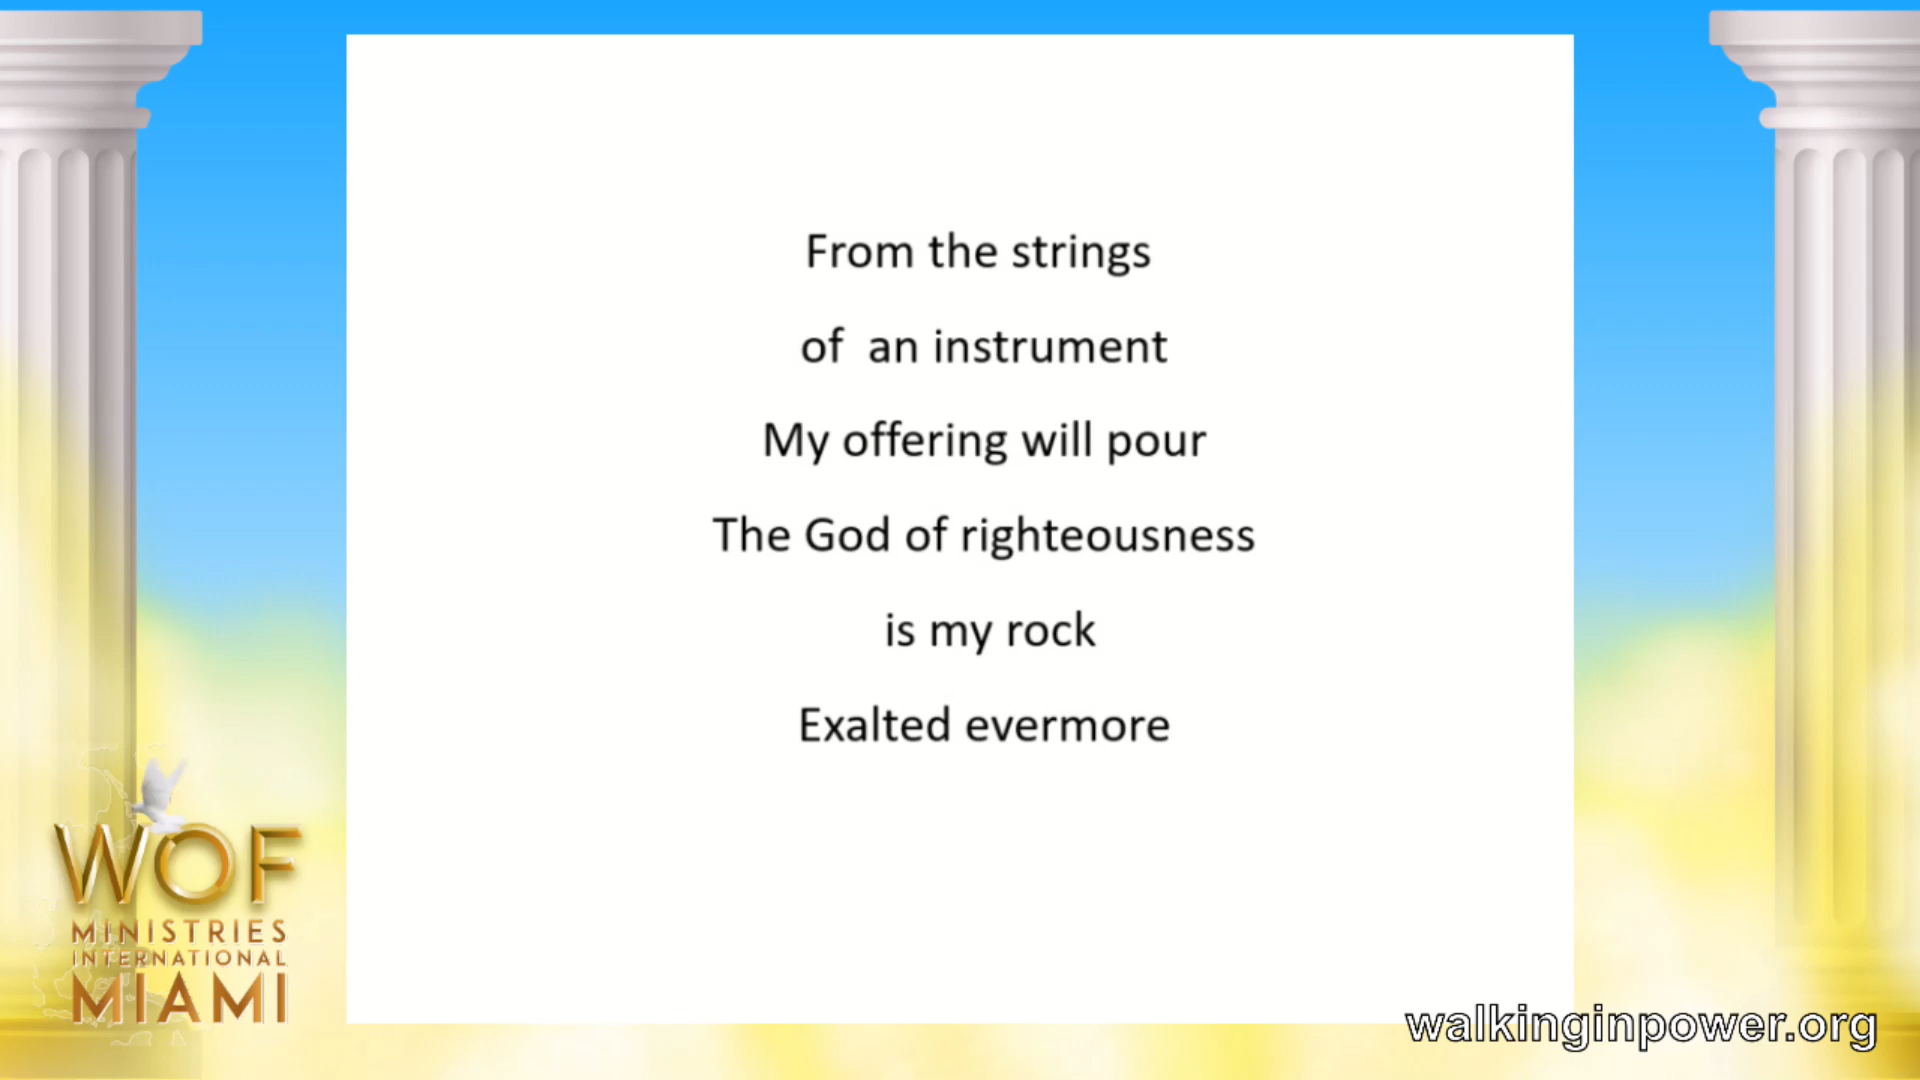 From the strings
of  an instrument
My offering will pour
The God of righteousness
is my rock
Exalted evermore
WOF
MINISTRIES
INTERNATIONAL
MIAMI
walkinginpower.org